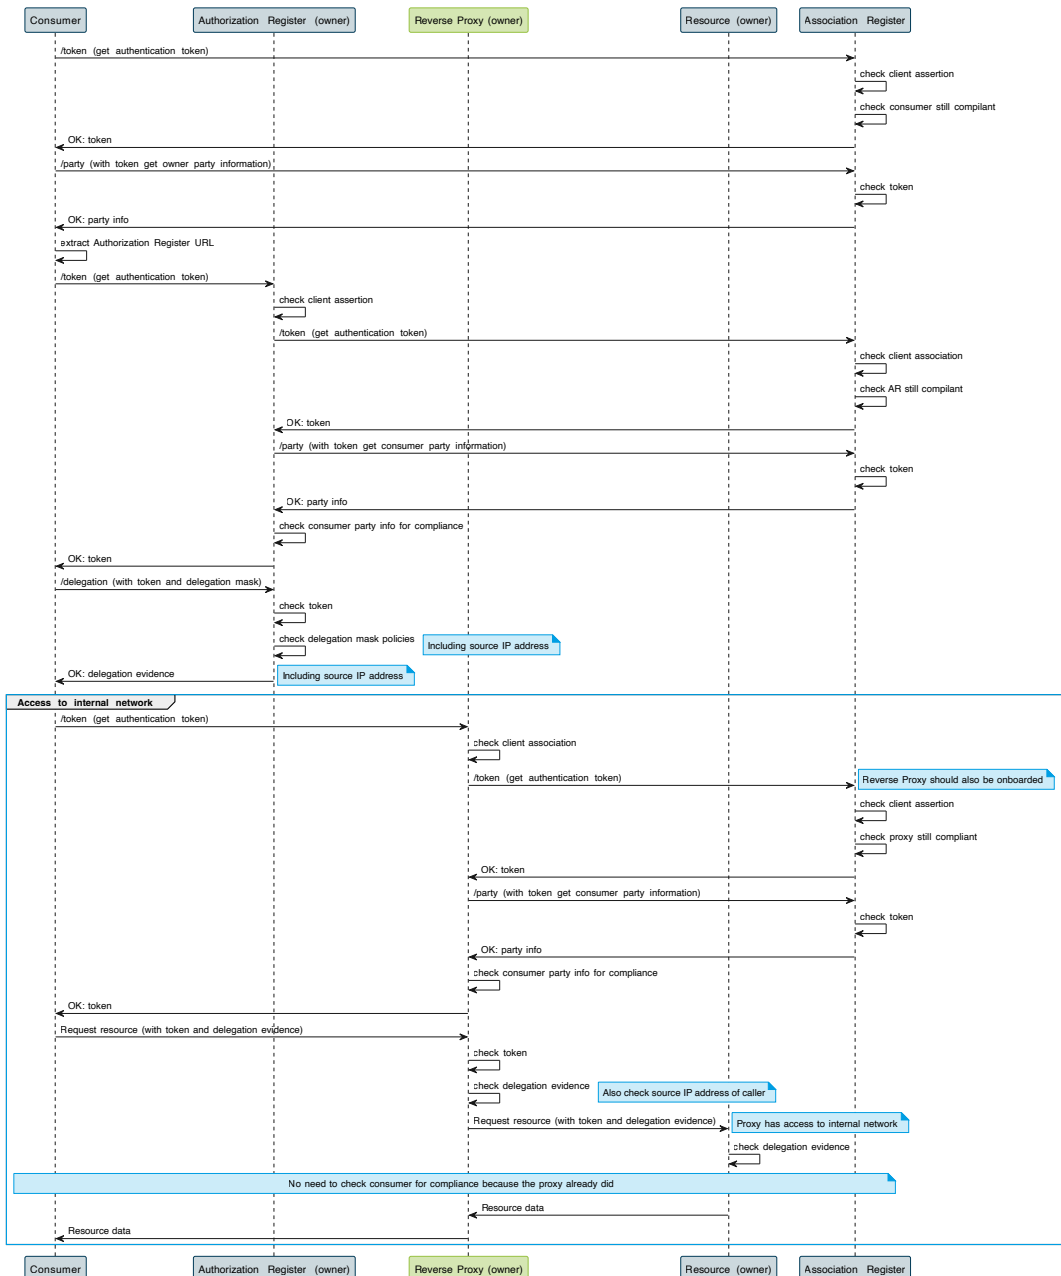 Consumer
Authorization Register (owner)
Reverse Proxy (owner)
Resource (owner)
Association Register
/token (get authentication token)
check client assertion
check consumer still compilant
OK: token
/party (with token get owner party information)
check token
OK: party info
extract Authorization Register URL
/token (get authentication token)
check client assertion
/token (get authentication token)
check client association
check AR still compilant
OK: token
/party (with token get consumer party information)
check token
OK: party info
check consumer party info for compliance
OK: token
/delegation (with token and delegation mask)
check token
check delegation mask policies
Including source IP address
OK: delegation evidence
Including source IP address
Access to internal network
/token (get authentication token)
check client association
/token (get authentication token)
Reverse Proxy should also be onboarded
check client assertion
check proxy still compliant
OK: token
/party (with token get consumer party information)
check token
OK: party info
check consumer party info for compliance
OK: token
Request resource (with token and delegation evidence)
check token
check delegation evidence
Also check source IP address of caller
Request resource (with token and delegation evidence)
Proxy has access to internal network
check delegation evidence
No need to check consumer for compliance because the proxy already did
Resource data
Resource data
Consumer
Authorization Register (owner)
Reverse Proxy (owner)
Resource (owner)
Association Register